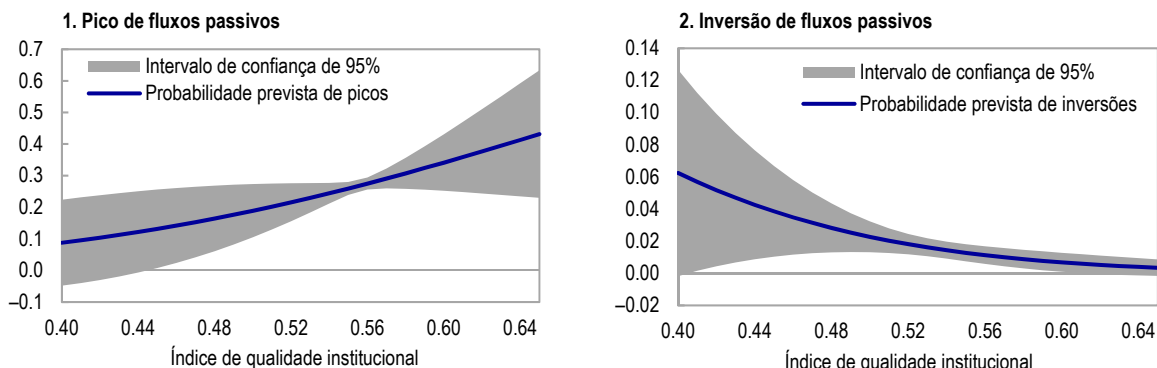 1. Pico de fluxos passivos
0.7
0.6
0.5
0.4
0.3
0.2
0.1
0.0
–0.1
Intervalo de confiança de 95%
Probabilidade prevista de picos
0.40 0.44 0.48 0.52 0.56 0.60 0.64
Índice de qualidade institucional
2. Inversão de fluxos passivos
0.14
0.12
0.10
0.08
0.06
0.04
0.02
0.00
–0.02
Intervalo de confiança de 95%
Probabilidade prevista de inversões
0.40 0.44 0.48 0.52 0.56 0.60 0.64
Índice de qualidade institucional